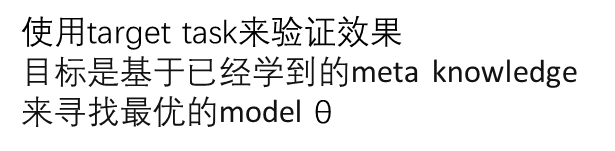 使用target task来验证效果
目标是基于已经学到的meta knowledge
来寻找最优的model θ